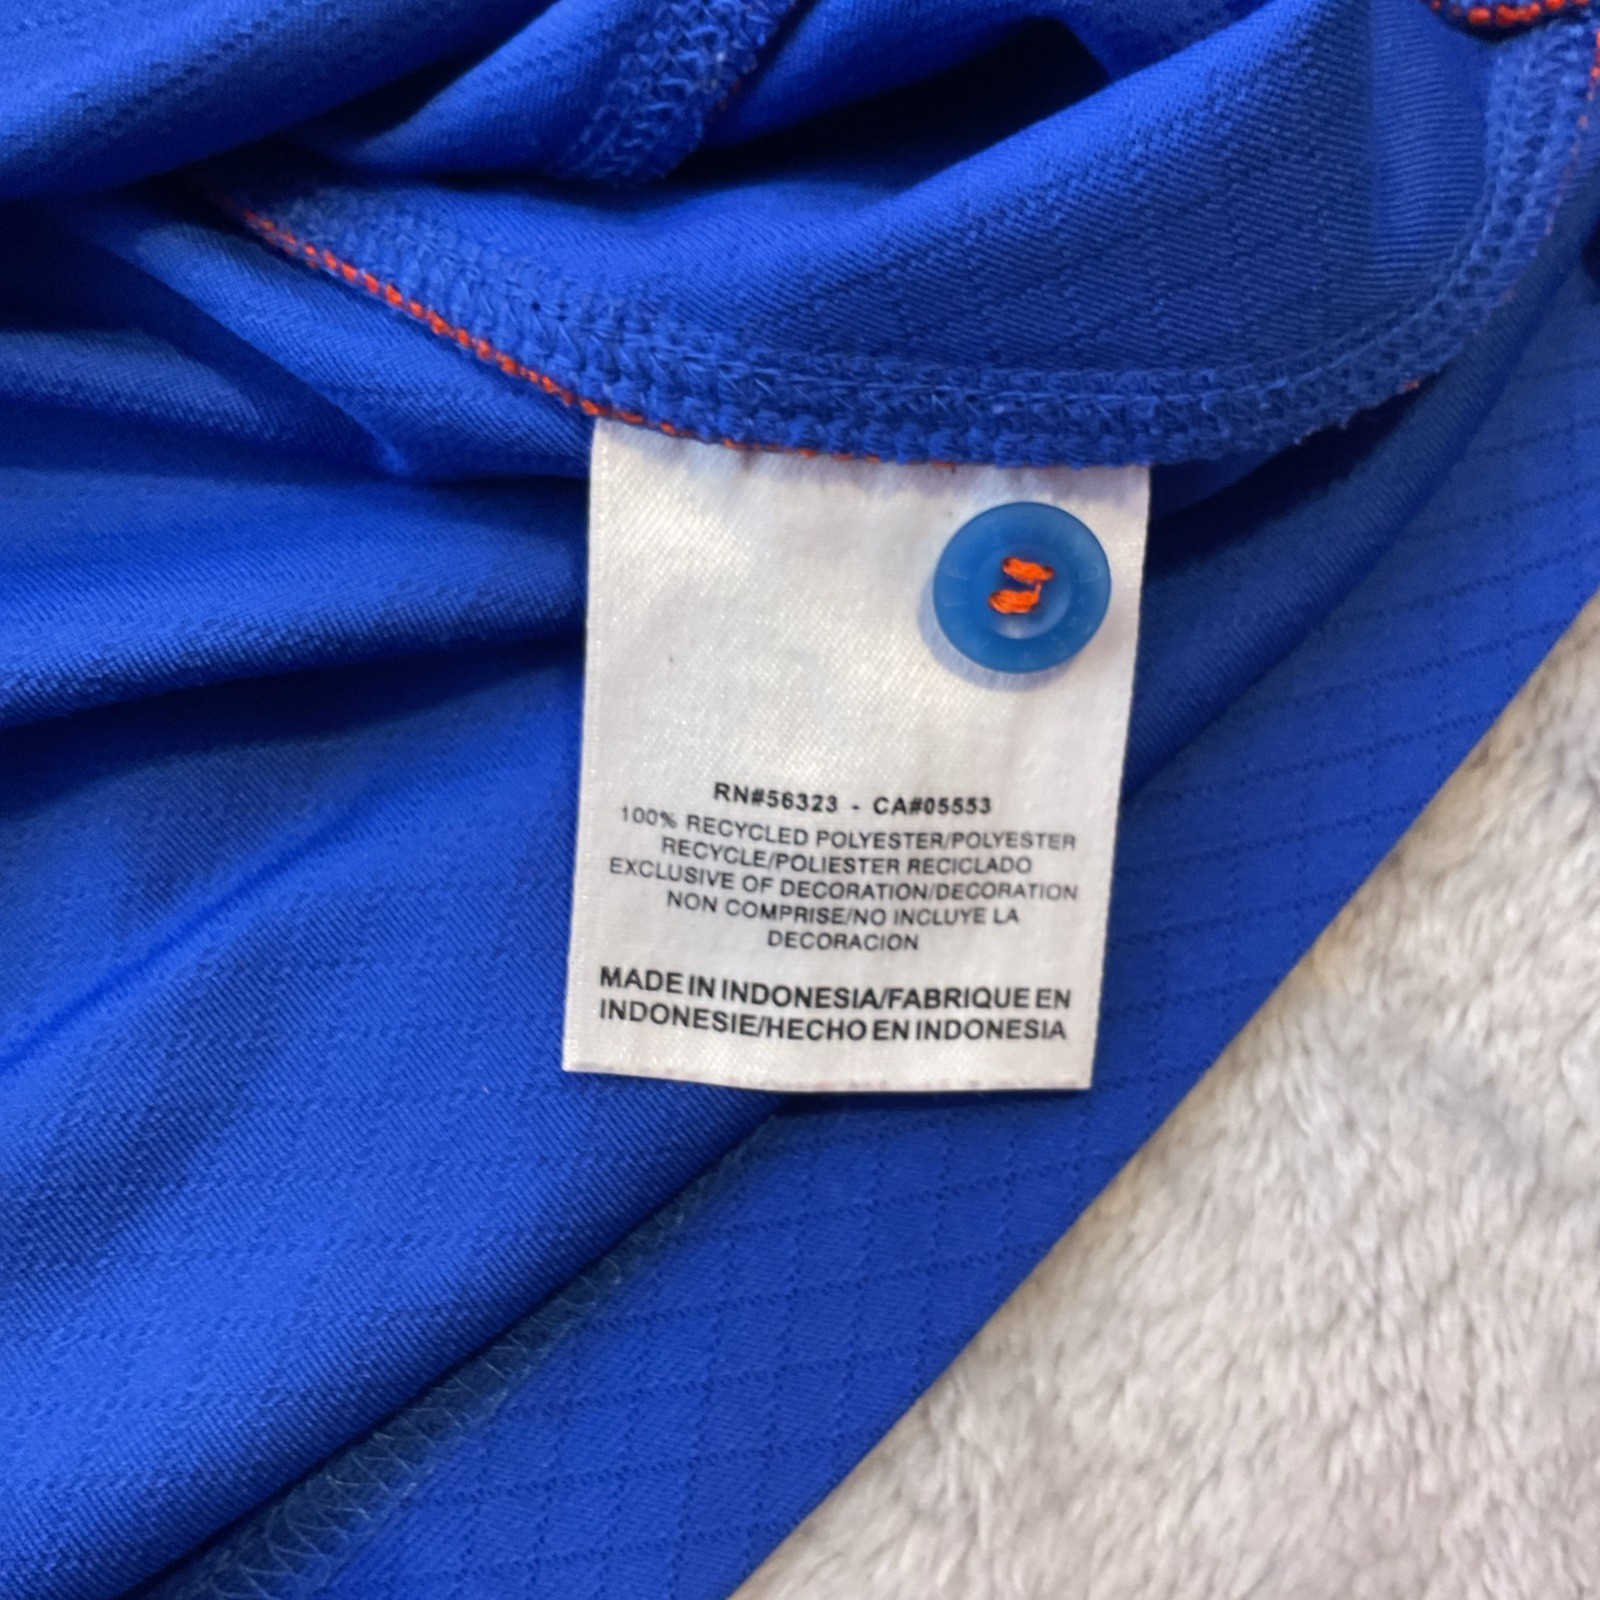 RN#56323 - CA#05553
100% RECYCLED POLYESTER/POLYESTER
RECYCLE/POLIESTER RECICLADO
EXCLUSIVE OF DECORATION/DECORATION
NON COMPRISE/NO INCLUYE LA
DECORACION
MADE IN INDONESIA/FABRIQUE EN
INDONESIE/HECHO EN INDONESIA